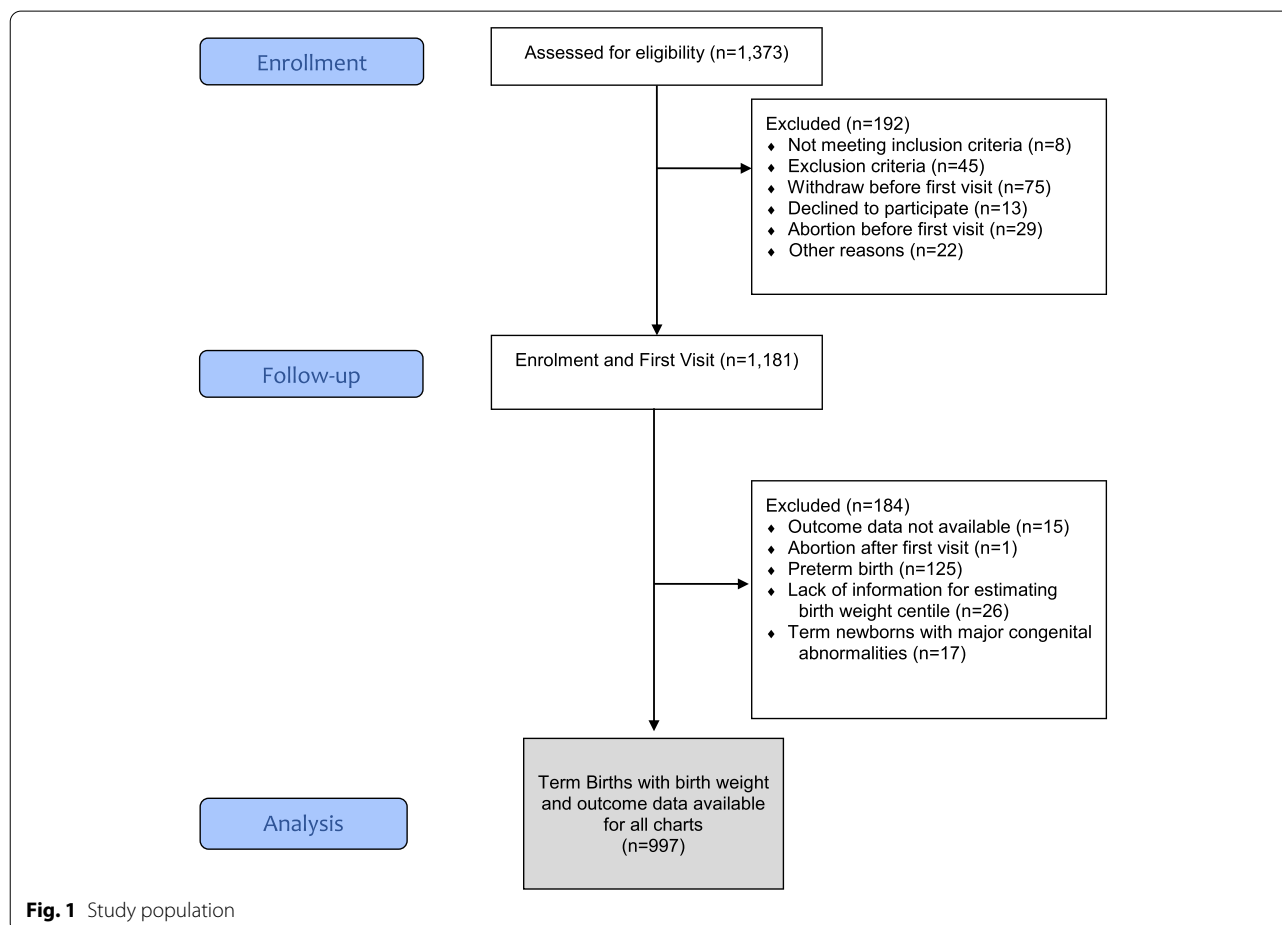 Enrollment
Assessed for eligibility (n=1,373)
Excluded (n=192)
♦ Not meeting inclusion criteria (n=8)
♦ Exclusion criteria (n=45)
♦ Withdraw before first visit (n=75)
♦ Declined to participate (n=13)
♦ Abortion before first visit (n=29)
♦ Other reasons (n=22)
Follow-up
Enrolment and First Visit (n=1,181)
Excluded (n=184)
♦ Outcome data not available (n=15)
♦ Abortion after first visit (n=1)
♦ Preterm birth (n=125)
♦ Lack of information for estimating
birth weight centile (n=26)
♦ Term newborns with major congenital
abnormalities (n=17)
Analysis
Term Births with birth weight
and outcome data available
for all charts
(n=997)
Fig. 1 Study population